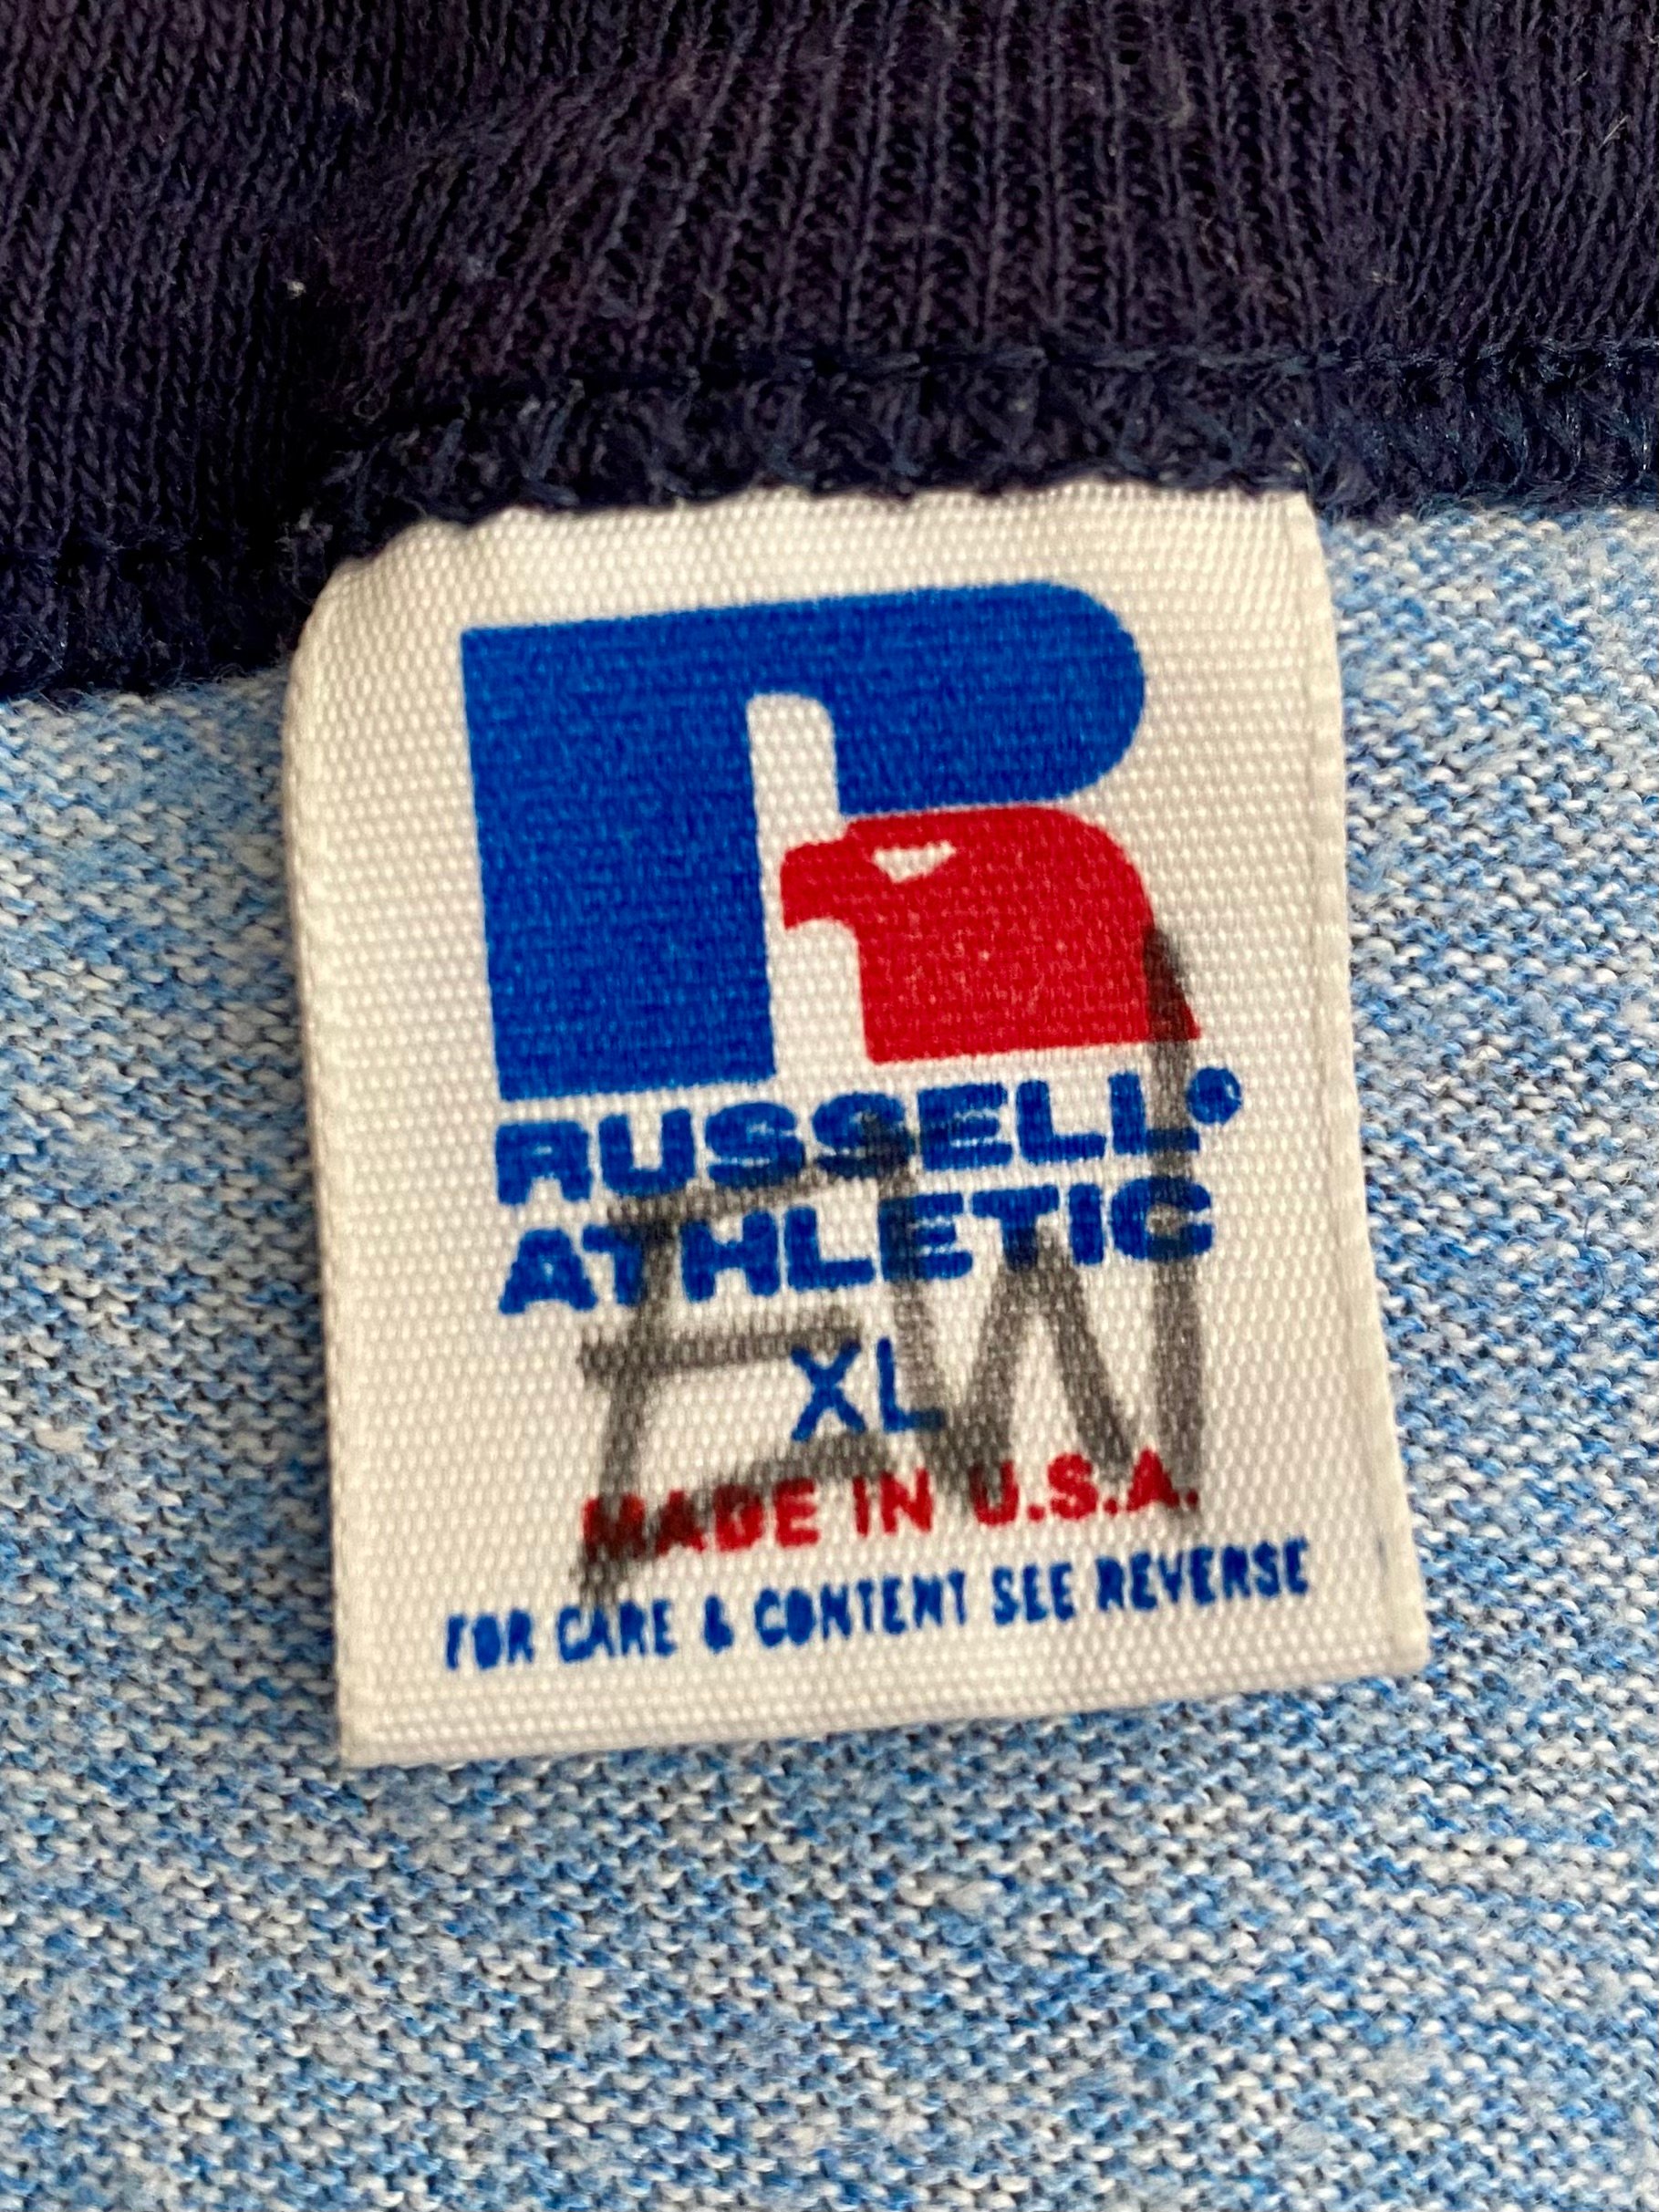 RUSSELL®
ATHLETIC
EW
XL
MADE IN U.S.A.
FOR CARE & CONTENT SEE REVERSE